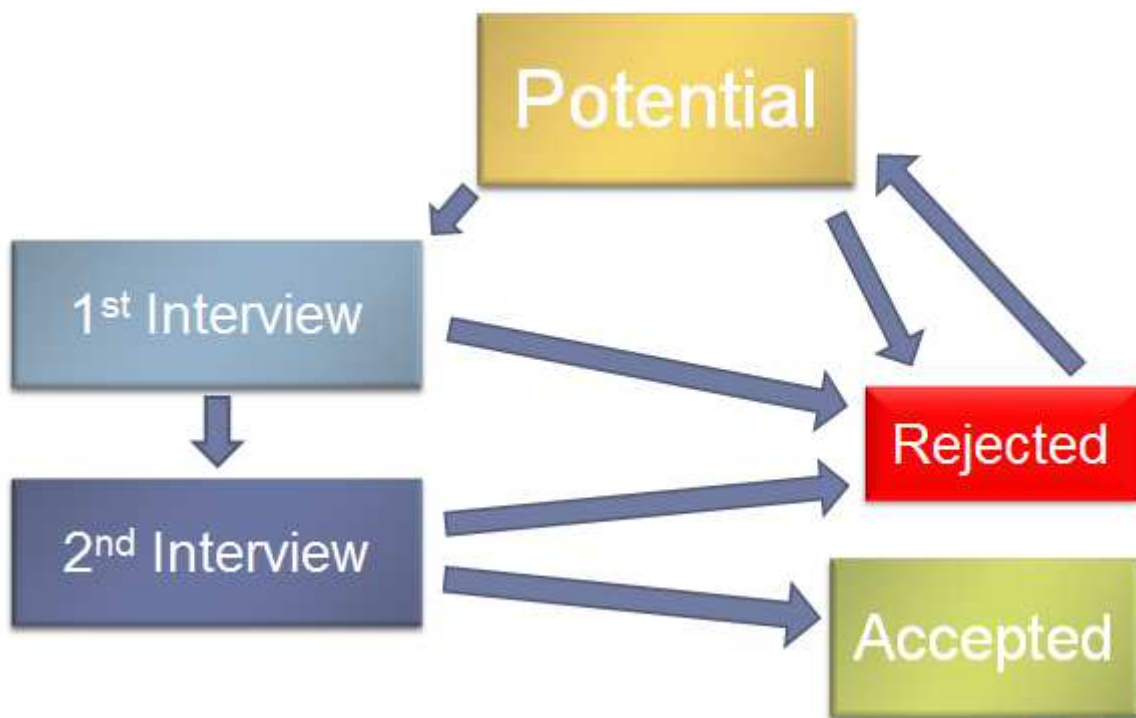 Potential
1st Interview
Rejected
2nd Interview
Accepted